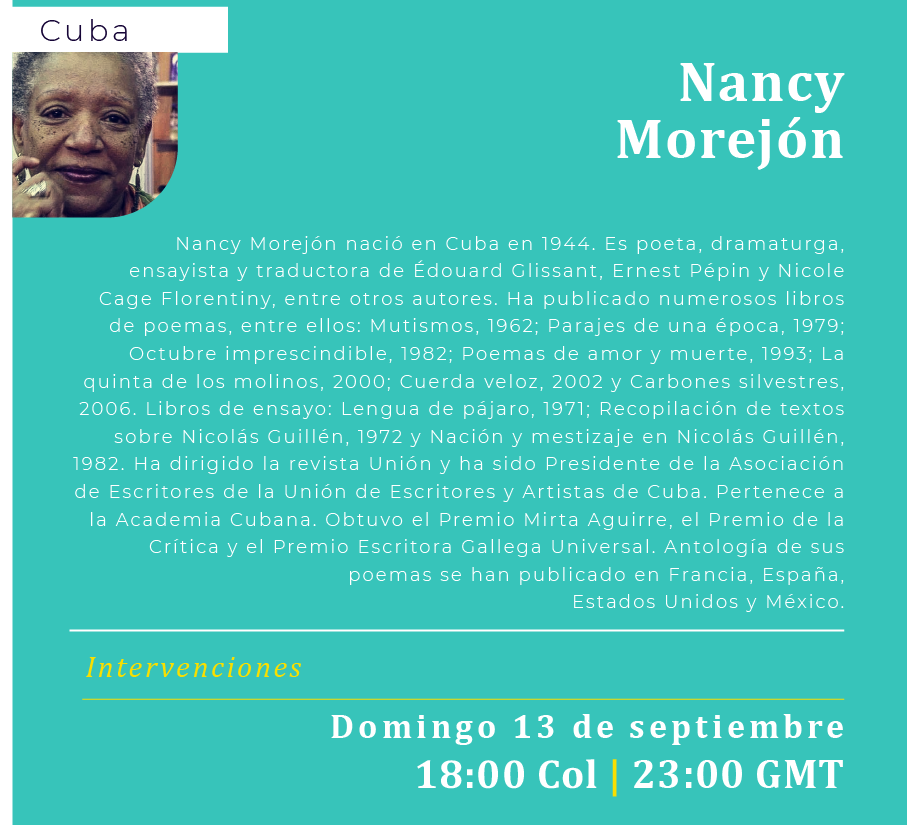 Cuba
Nancy
Morejón
Nancy Morejón nació en Cuba en 1944. Es poeta, dramaturga,
ensayista y traductora de Édouard Glissant, Ernest Pépin y Nicole
Cage Florentiny, entre otros autores. Ha publicado numerosos libros
de poemas, entre ellos: Mutismos, 1962; Parajes de una época, 1979;
Octubre imprescindible, 1982; Poemas de amor y muerte, 1993; La
quinta de los molinos, 2000; Cuerda veloz, 2002 y Carbones silvestres,
2006. Libros de ensayo: Lengua de pájaro, 1971; Recopilación de textos
sobre Nicolás Guillén, 1972 y Nación y mestizaje en Nicolás Guillén,
1982. Ha dirigido la revista Unión y ha sido Presidente de la Asociación
de Escritores de la Unión de Escritores y Artistas de Cuba. Pertenece a
la Academia Cubana. Obtuvo el Premio Mirta Aguirre, el Premio de la
Crítica y el Premio Escritora Gallega Universal. Antología de sus
poemas se han publicado en Francia, España,
Estados Unidos y México.
Intervenciones
Domingo 13 de septiembre
18:00 Col | 23:00 GMT